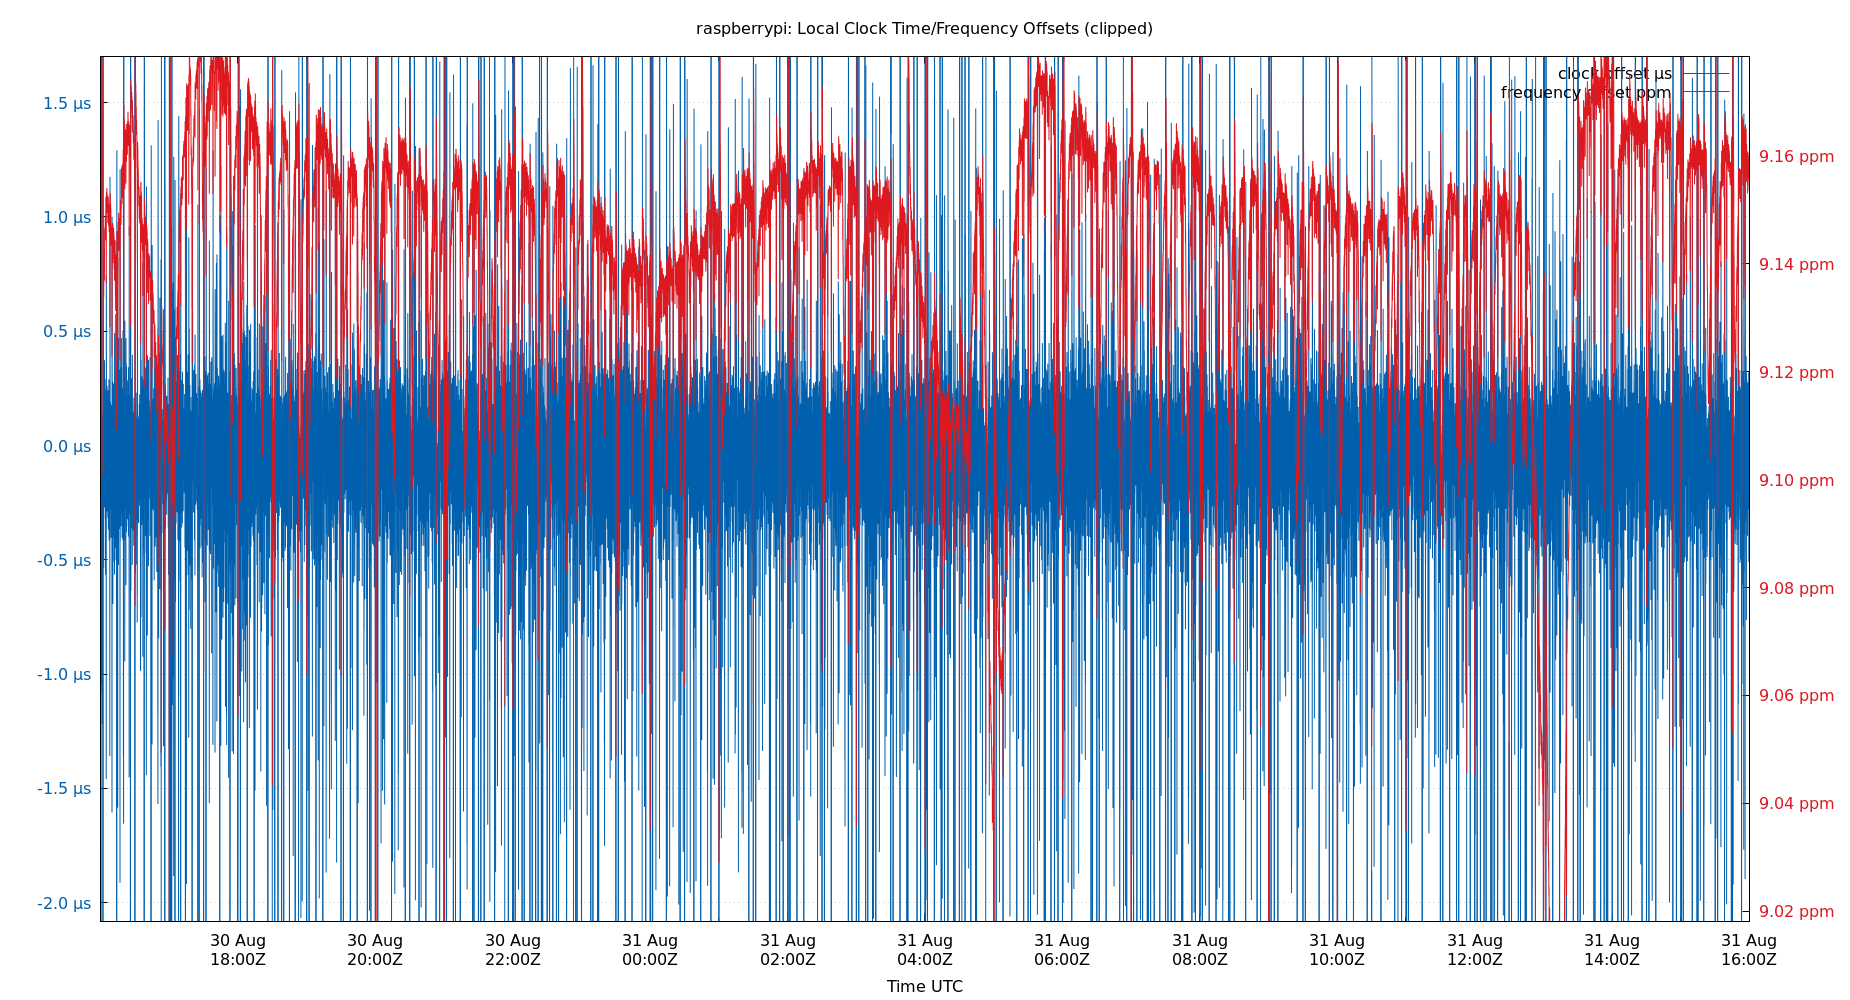 raspberrypi: Local Clock Time/Frequency Offsets (clipped)
clock offset µs
frequency offset ppm
1.5 µs
1.0 µs
0.5 µs
0.0 µs
-0.5 µs
-1.0 µs
-1.5 µs
-2.0 µs
9.16 ppm
9.14 ppm
9.12 ppm
9.10 ppm
9.08 ppm
9.06 ppm
9.04 ppm
9.02 ppm
30 Aug 30 Aug 30 Aug 31 Aug 31 Aug 31 Aug 31 Aug 31 Aug 31 Aug 31 Aug 31 Aug 31 Aug
18:00Z 20:00Z 22:00Z 00:00Z 02:00Z 04:00Z 06:00Z 08:00Z 10:00Z 12:00Z 14:00Z 16:00Z
Time UTC